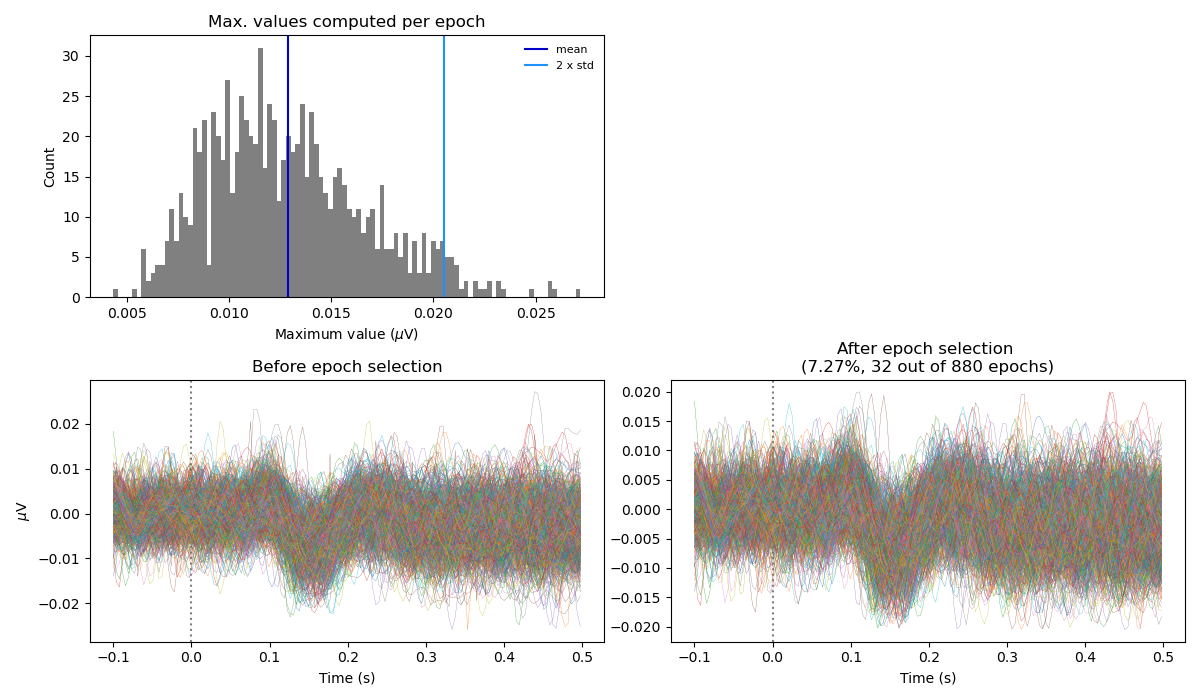 Max. values computed per epoch
Count
30
25
20
15
10
5
0
mean
2 x std
0.005 0.010 0.015 0.020 0.025
Maximum value (μV)
Before epoch selection
μV
0.02
0.01
0.00
−0.01
−0.02
−0.1 0.0 0.1 0.2 0.3 0.4 0.5
Time (s)
After epoch selection
(7.27%, 32 out of 880 epochs)
0.020
0.015
0.010
0.005
0.000
−0.005
−0.010
−0.015
−0.020
−0.1 0.0 0.1 0.2 0.3 0.4 0.5
Time (s)